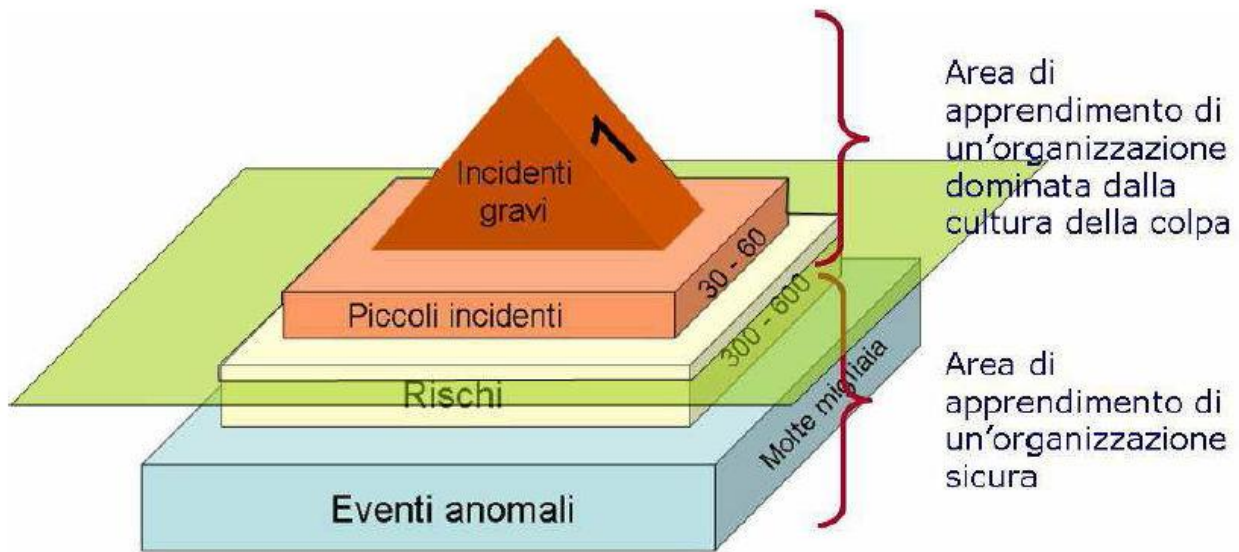 Incidenti
gravi
1
Piccoli incidenti
30 - 60
Rischi
300 - 600
Eventi anomali
Molte migliaia
Area di
apprendimento di
un'organizzazione
dominata dalla
cultura della colpa
Area di
apprendimento di
un'organizzazione
sicura